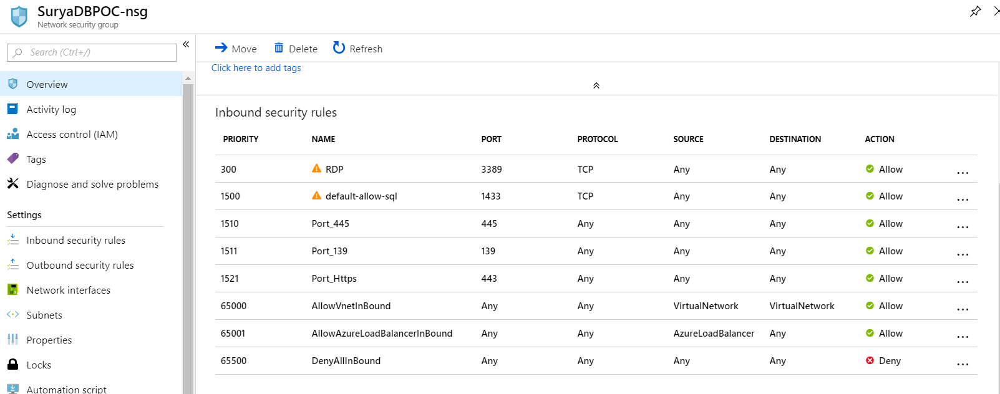 SuryaDBPOC-nsg
Network security group
Search (Ctrl+/)
Overview
Activity log
Access control (IAM)
Tags
Diagnose and solve problems
Settings
Inbound security rules
Outbound security rules
Network interfaces
Subnets
Properties
Locks
Automation script
Move Delete Refresh
Click here to add tags
Inbound security rules
PRIORITY NAME PORT PROTOCOL SOURCE DESTINATION ACTION
300 RDP 3389 TCP Any Any Allow ...
1500 default-allow-sql 1433 TCP Any Any Allow ...
1510 Port_445 445 Any Any Any Allow ...
1511 Port_139 139 Any Any Any Allow ...
1521 Port_Https 443 Any Any Any Allow ...
65000 AllowVnetInBound Any Any VirtualNetwork VirtualNetwork Allow ...
65001 AllowAzureLoadBalancerInBound Any Any AzureLoadBalancer Any Allow ...
65500 DenyAllInBound Any Any Any Any Deny ...